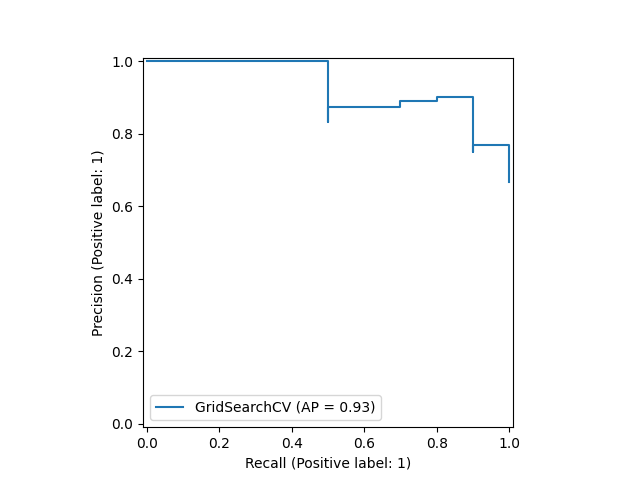 1.0
0.8
0.6
0.4
0.2
0.0
Precision (Positive label: 1)
GridSearchCV (AP = 0.93)
0.0 0.2 0.4 0.6 0.8 1.0
Recall (Positive label: 1)